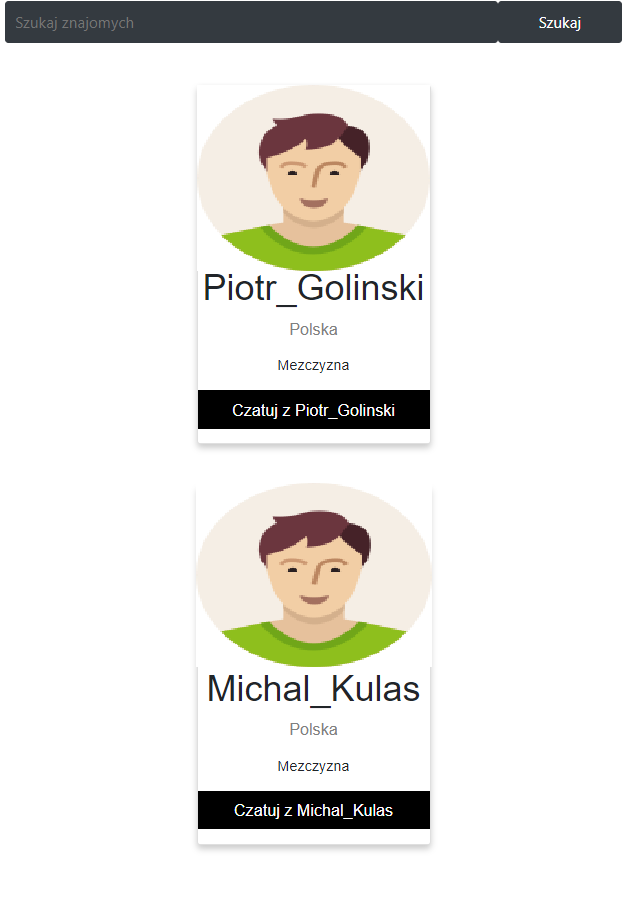 Szukaj znajomych
Szukaj
Piotr_Golinski
Polska
Mezczyzna
Czatuj z Piotr_Golinski
Michal_Kulas
Polska
Mezczyzna
Czatuj z Michal_Kulas